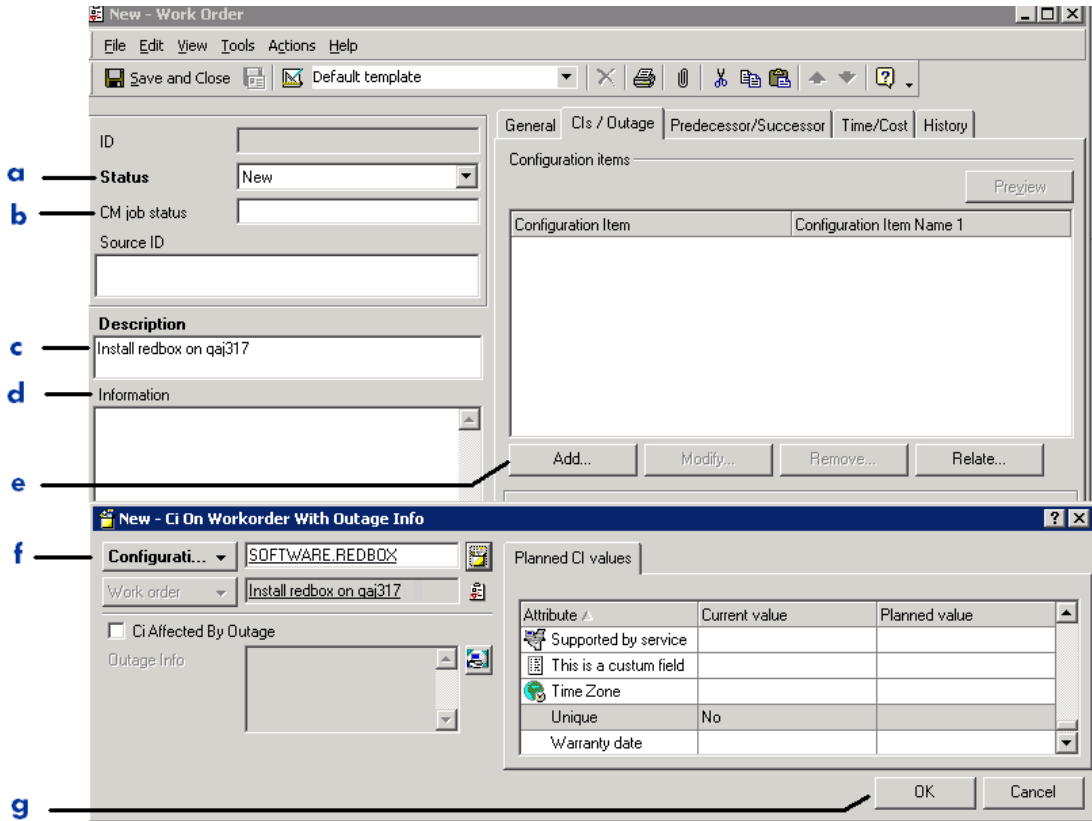 New - Work Order
File Edit View Tools Actions Help
Save and Close Default template
ID
a Status New
b CM job status
Source ID
Description
c Install redbox on qaj317
d Information
General CIs / Outage Predecessor/Successor Time/Cost History
Configuration items
Preview
Configuration Item Configuration Item Name 1
e Add... Modify... Remove... Relate...
New - Ci On Workorder With Outage Info
f Configurati... SOFTWARE.REDBOX
Work order Install redbox on qaj317
Ci Affected By Outage
Outage Info
Planned CI values
Attribute Current value Planned value
Supported by service
This is a custum field
Time Zone
Unique No
Warranty date
g OK Cancel